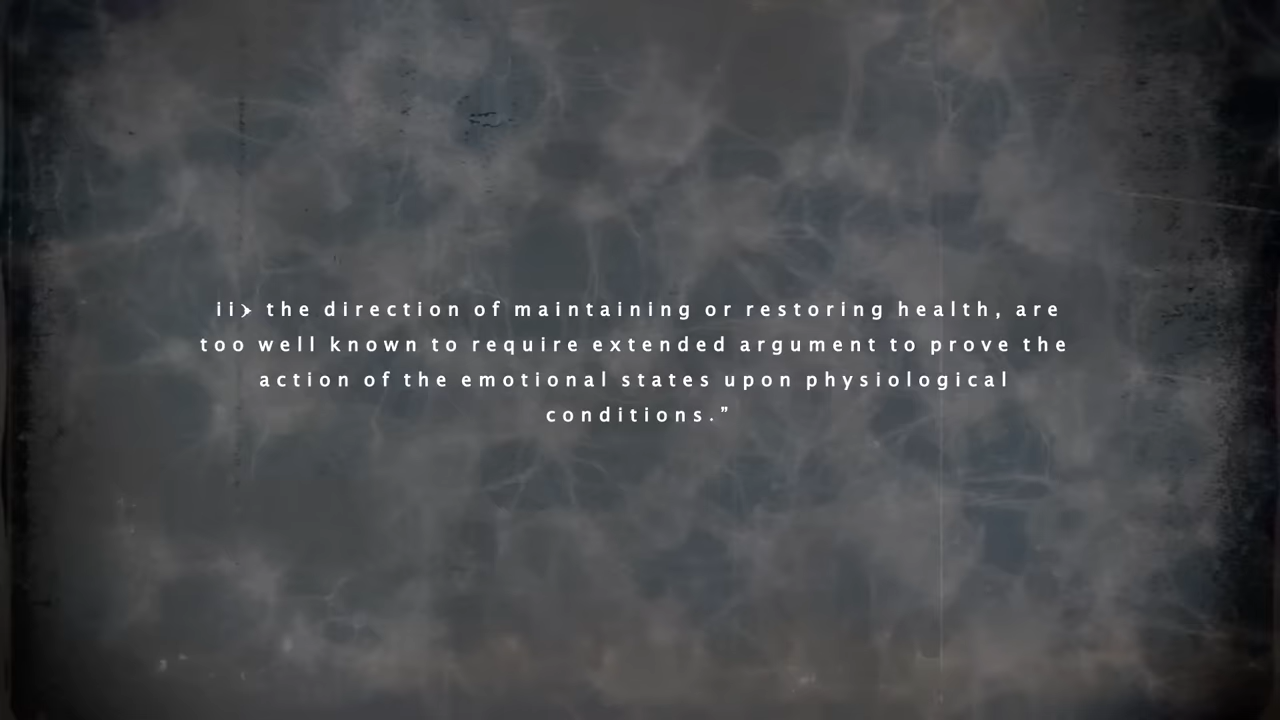 ii> the direction of maintaining or restoring health, are
too well known to require extended argument to prove the
action of the emotional states upon physiological
conditions.”